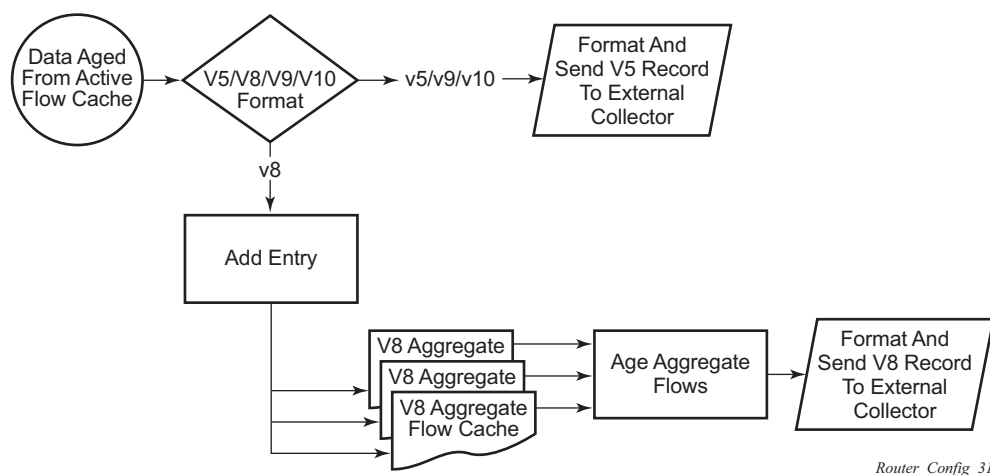 Data Aged
From Active
Flow Cache
V5/V8/V9/V10
Format
v5/v9/v10
Format And
Send V5 Record
To External
Collector
v8
Add Entry
V8 Aggregate
V8 Aggregate
V8 Aggregate
Flow Cache
Age Aggregate
Flows
Format And
Send V8 Record
To External
Collector